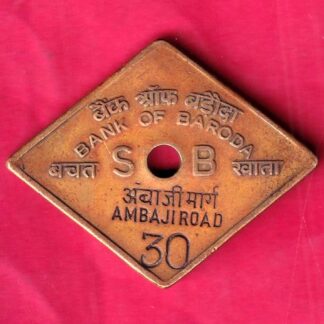 बैंक ऑफ़ बड़ौदा
BANK OF BARODA
बचत S B खाता
अंबाजी मार्ग
AMBAJI ROAD
30